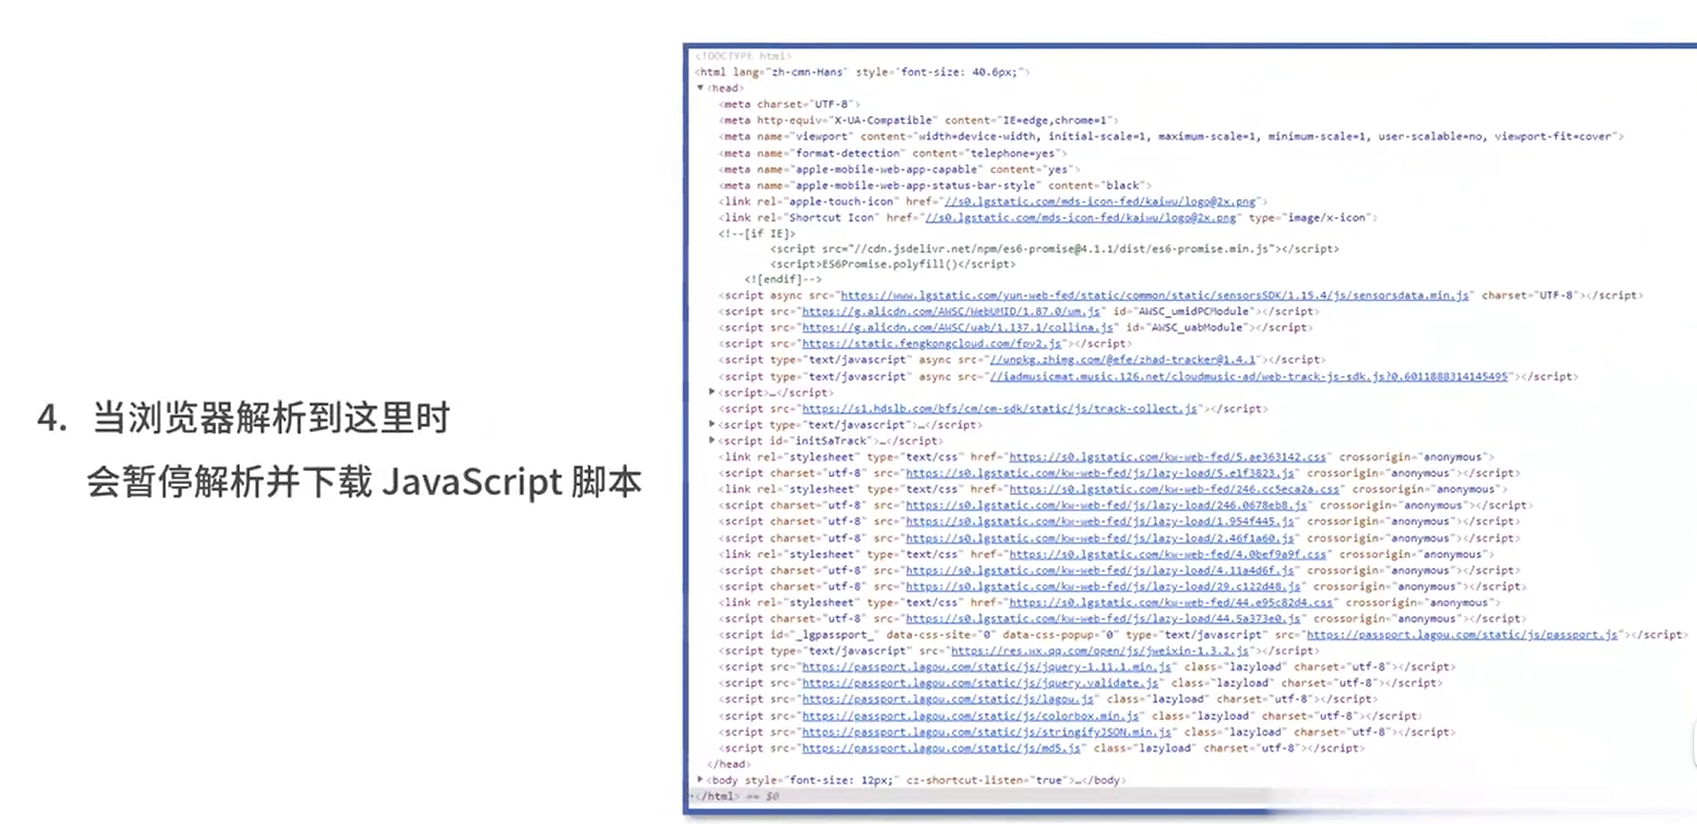 4. 当浏览器解析到这里时
会暂停解析并下载 JavaScript 脚本
<!DOCTYPE html>
<html lang="zh-cmn-Hans" style="font-size: 40.6px;">
▼<head>
<meta charset="UTF-8">
<meta http-equiv="X-UA-Compatible" content="IE=edge,chrome=1">
<meta name="viewport" content="width=device-width, initial-scale=1, maximum-scale=1, minimum-scale=1, user-scalable=no, viewport-fit=cover">
<meta name="format-detection" content="telephone=yes">
<meta name="apple-mobile-web-app-capable" content="yes">
<meta name="apple-mobile-web-app-status-bar-style" content="black">
<link rel="apple-touch-icon" href="//s0.lgstatic.com/mds-icon-fed/kaiwu/logo@2x.png">
<link rel="Shortcut Icon" href="//s0.lgstatic.com/mds-icon-fed/kaiwu/logo@2x.png" type="image/x-icon">
<!--[if IE]>
<script src="//cdn.jsdelivr.net/npm/es6-promise@4.1.1/dist/es6-promise.min.js"></script>
<script>ES6Promise.polyfill()</script>
<![endif]-->
<script async src="https://www.lgstatic.com/yun-web-fed/static/common/static/sensorsSDK/1.15.4/js/sensorsdata.min.js" charset="UTF-8"></script>
<script src="https://g.alicdn.com/AWSC/WebUMID/1.87.0/um.js" id="AWSC_umidPCModule"></script>
<script src="https://g.alicdn.com/AWSC/uab/1.137.1/collina.js" id="AWSC_uabModule"></script>
<script src="https://static.fengkongcloud.com/fpv2.js"></script>
<script type="text/javascript" async src="//unpkg.zhimg.com/@efe/zhad-tracker@1.4.1"></script>
<script type="text/javascript" async src="//iadmusicmat.music.126.net/cloudmusic-ad/web-track-js-sdk.js?0.6011888314145495"></script>
▶<script>…</script>
<script src="https://s1.hdslb.com/bfs/cm/cm-sdk/static/js/track-collect.js"></script>
▶<script type="text/javascript">…</script>
▶<script id="initSaTrack">…</script>
<link rel="stylesheet" type="text/css" href="https://s0.lgstatic.com/kw-web-fed/5.ae363142.css" crossorigin="anonymous">
<script charset="utf-8" src="https://s0.lgstatic.com/kw-web-fed/js/lazy-load/5.e1f3823.js" crossorigin="anonymous"></script>
<link rel="stylesheet" type="text/css" href="https://s0.lgstatic.com/kw-web-fed/246.cc5eca2a.css" crossorigin="anonymous">
<script charset="utf-8" src="https://s0.lgstatic.com/kw-web-fed/js/lazy-load/246.0678eb8.js" crossorigin="anonymous"></script>
<script charset="utf-8" src="https://s0.lgstatic.com/kw-web-fed/js/lazy-load/1.954f445.js" crossorigin="anonymous"></script>
<script charset="utf-8" src="https://s0.lgstatic.com/kw-web-fed/js/lazy-load/2.46f1a60.js" crossorigin="anonymous"></script>
<link rel="stylesheet" type="text/css" href="https://s0.lgstatic.com/kw-web-fed/4.0bef9a9f.css" crossorigin="anonymous">
<script charset="utf-8" src="https://s0.lgstatic.com/kw-web-fed/js/lazy-load/4.11a4d6f.js" crossorigin="anonymous"></script>
<script charset="utf-8" src="https://s0.lgstatic.com/kw-web-fed/js/lazy-load/29.c122d48.js" crossorigin="anonymous"></script>
<link rel="stylesheet" type="text/css" href="https://s0.lgstatic.com/kw-web-fed/44.e95c82d4.css" crossorigin="anonymous">
<script charset="utf-8" src="https://s0.lgstatic.com/kw-web-fed/js/lazy-load/44.5a373e0.js" crossorigin="anonymous"></script>
<script id="_lgpassport_" data-css-site="0" data-css-popup="0" type="text/javascript" src="https://passport.lagou.com/static/js/passport.js"></script>
<script type="text/javascript" src="https://res.wx.qq.com/open/js/jweixin-1.3.2.js"></script>
<script src="https://passport.lagou.com/static/js/jquery-1.11.1.min.js" class="lazyload" charset="utf-8"></script>
<script src="https://passport.lagou.com/static/js/jquery.validate.js" class="lazyload" charset="utf-8"></script>
<script src="https://passport.lagou.com/static/js/lagou.js" class="lazyload" charset="utf-8"></script>
<script src="https://passport.lagou.com/static/js/colorbox.min.js" class="lazyload" charset="utf-8"></script>
<script src="https://passport.lagou.com/static/js/stringifyJSON.min.js" class="lazyload" charset="utf-8"></script>
<script src="https://passport.lagou.com/static/js/md5.js" class="lazyload" charset="utf-8"></script>
</head>
▶<body style="font-size: 12px;" cz-shortcut-listen="true">…</body>
</html> == $0